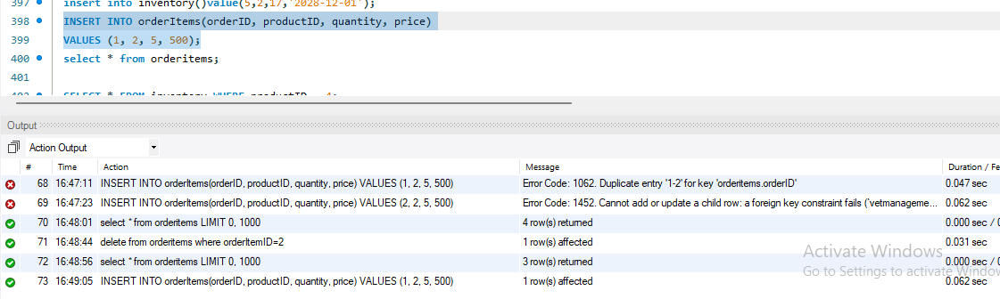 397 insert into inventory()value(5,2,17,'2028-12-01');
398 INSERT INTO orderItems(orderID, productID, quantity, price)
399 VALUES (1, 2, 5, 500);
400 select * from orderitems;
401
402 SELECT * FROM inventory WHERE productID
Output
Action Output
# Time Action Message Duration / Fe
68 16:47:11 INSERT INTO orderItems(orderID, productID, quantity, price) VALUES (1, 2, 5, 500) Error Code: 1062. Duplicate entry '1-2' for key 'orderitems.orderID' 0.047 sec
69 16:47:23 INSERT INTO orderItems(orderID, productID, quantity, price) VALUES (2, 2, 5, 500) Error Code: 1452. Cannot add or update a child row: a foreign key constraint fails (`vetmanageme... 0.062 sec
70 16:48:01 select * from orderitems LIMIT 0, 1000 4 row(s) returned 0.000 sec / 0
71 16:48:44 delete from orderitems where orderItemID=2 1 row(s) affected 0.031 sec
72 16:48:56 select * from orderitems LIMIT 0, 1000 3 row(s) returned 0.000 sec / 0
73 16:49:05 INSERT INTO orderItems(orderID, productID, quantity, price) VALUES (1, 2, 5, 500) 1 row(s) affected 0.062 sec
Activate Windows
Go to Settings to activate Window